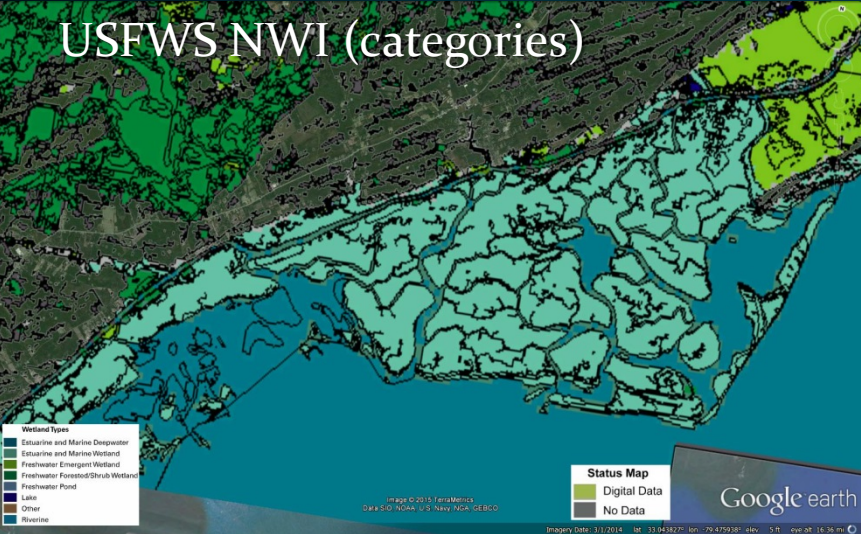 USFWS NWI (categories)
N
Wetland Types
Estuarine and Marine Deepwater
Estuarine and Marine Wetland
Freshwater Emergent Wetland
Freshwater Forested/Shrub Wetland
Freshwater Pond
Lake
Other
Riverine
Status Map
Digital Data
No Data
Image © 2015 TerraMetrics
Data SIO, NOAA, U.S. Navy, NGA, GEBCO
Google earth
Imagery Date: 3/1/2014 lat 33.043827° lon -79.475938° elev 5 ft eye alt 16.36 mi